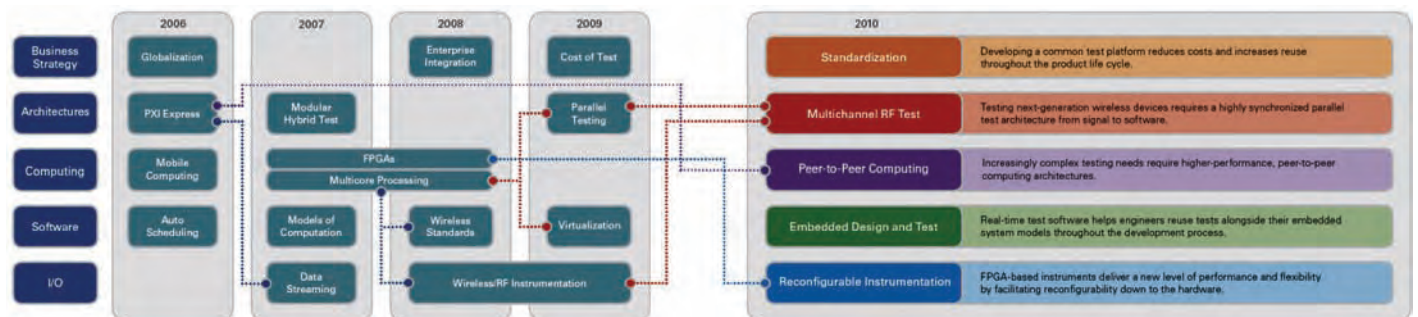 2006
2007
2008
2009
2010
Business
Strategy
Globalization
Enterprise
Integration
Cost of Test
Standardization
Developing a common test platform reduces costs and increases reuse
throughout the product life cycle.
Architectures
PXI Express
Modular
Hybrid Test
Parallel
Testing
Multichannel RF Test
Testing next-generation wireless devices requires a highly synchronized parallel
test architecture from signal to software.
Computing
Mobile
Computing
FPGAs
Multicore Processing
Peer-to-Peer Computing
Increasingly complex testing needs require higher-performance, peer-to-peer
computing architectures.
Software
Auto
Scheduling
Models of
Computation
Wireless
Standards
Virtualization
Embedded Design and Test
Real-time test software helps engineers reuse tests alongside their embedded
system models throughout the development process.
I/O
Data
Streaming
Wireless/RF Instrumentation
Reconfigurable Instrumentation
FPGA-based instruments deliver a new level of performance and flexibility
by facilitating reconfigurability down to the hardware.